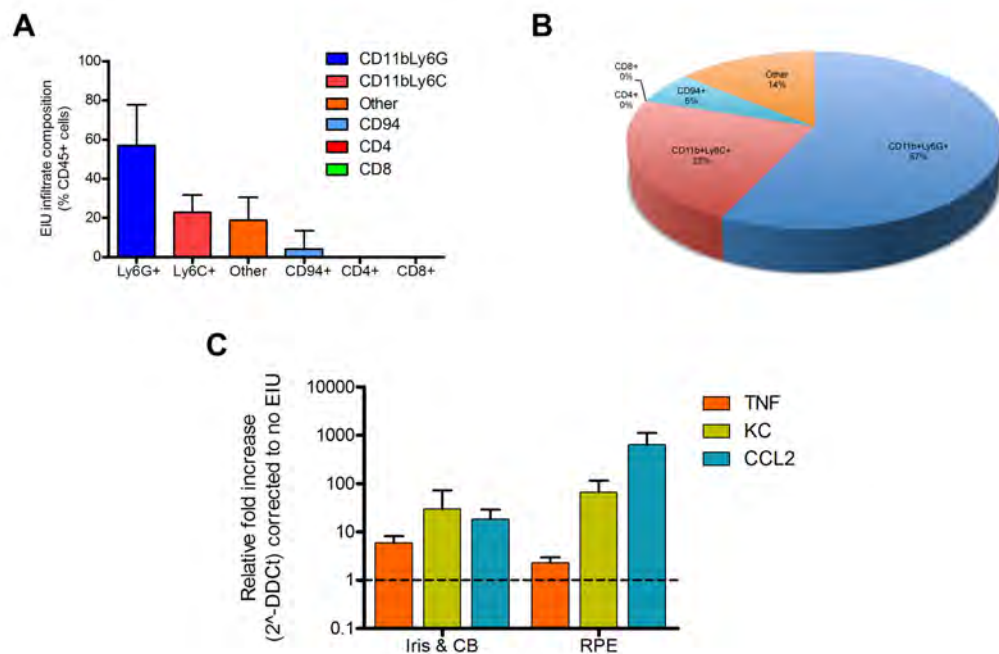 A
EIU infiltrate composition
(% CD45+ cells)
100
80
60
40
20
0
Ly6G+
Ly6C+
Other
CD94+
CD4+
CD8+
CD11bLy6G
CD11bLy6C
Other
CD94
CD4
CD8
B
CD8+
0%
CD4+
0%
CD94+
6%
Other
14%
CD11b+Ly6C+
23%
CD11b+Ly6G+
57%
C
Relative fold increase
(2^-DDCt) corrected to no EIU
10000
1000
100
10
1
0.1
Iris & CB
RPE
TNF
KC
CCL2